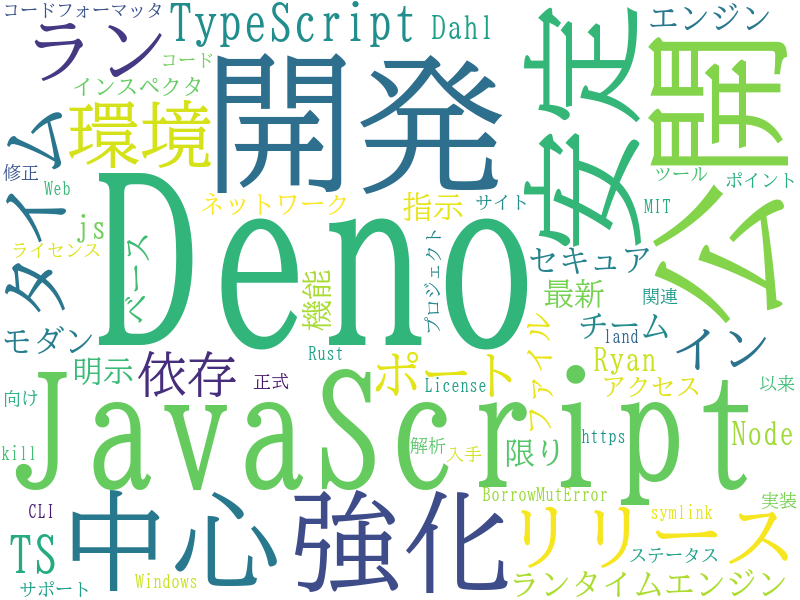 コードフォーマッタ
ラン
TypeScript
Dahl
エンジン
コード
インスペクタ
開発
安定
公開
環境
タイム
修正
Web
js
ネットワーク
指示
サイト
ツール
ポイント
MIT
ライセンス
ベース
Deno
セキュア
機能
プロジェクト
最新
関連
モダン
明示
依存
Rust
正式
ポート
License
ファイル
チーム
land
イン
Ryan
アクセス
以来
向け
JavaScript
https
Node
kill
解析
入手
限り
CLI
中心
強化
BorrowMutError
リリース
symlink
実装
TS
ステータス
サポート
Windows
ランタイムエンジン